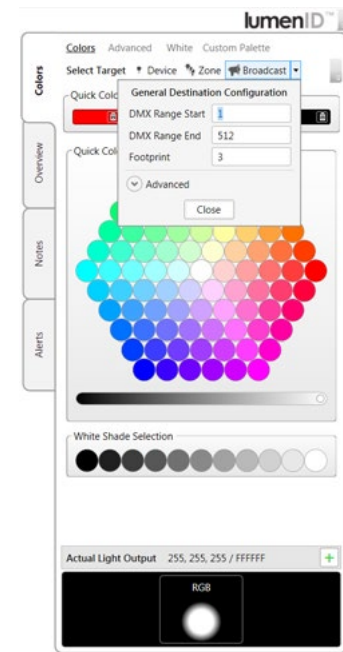 lumenID™
Colors Advanced White Custom Palette
Select Target Device Zone Broadcast
Quick Colo
General Destination Configuration
DMX Range Start 1
DMX Range End 512
Footprint 3
Advanced
Close
Quick Col
White Shade Selection
Actual Light Output 255, 255, 255 / FFFFFF +
RGB
Colors
Overview
Notes
Alerts